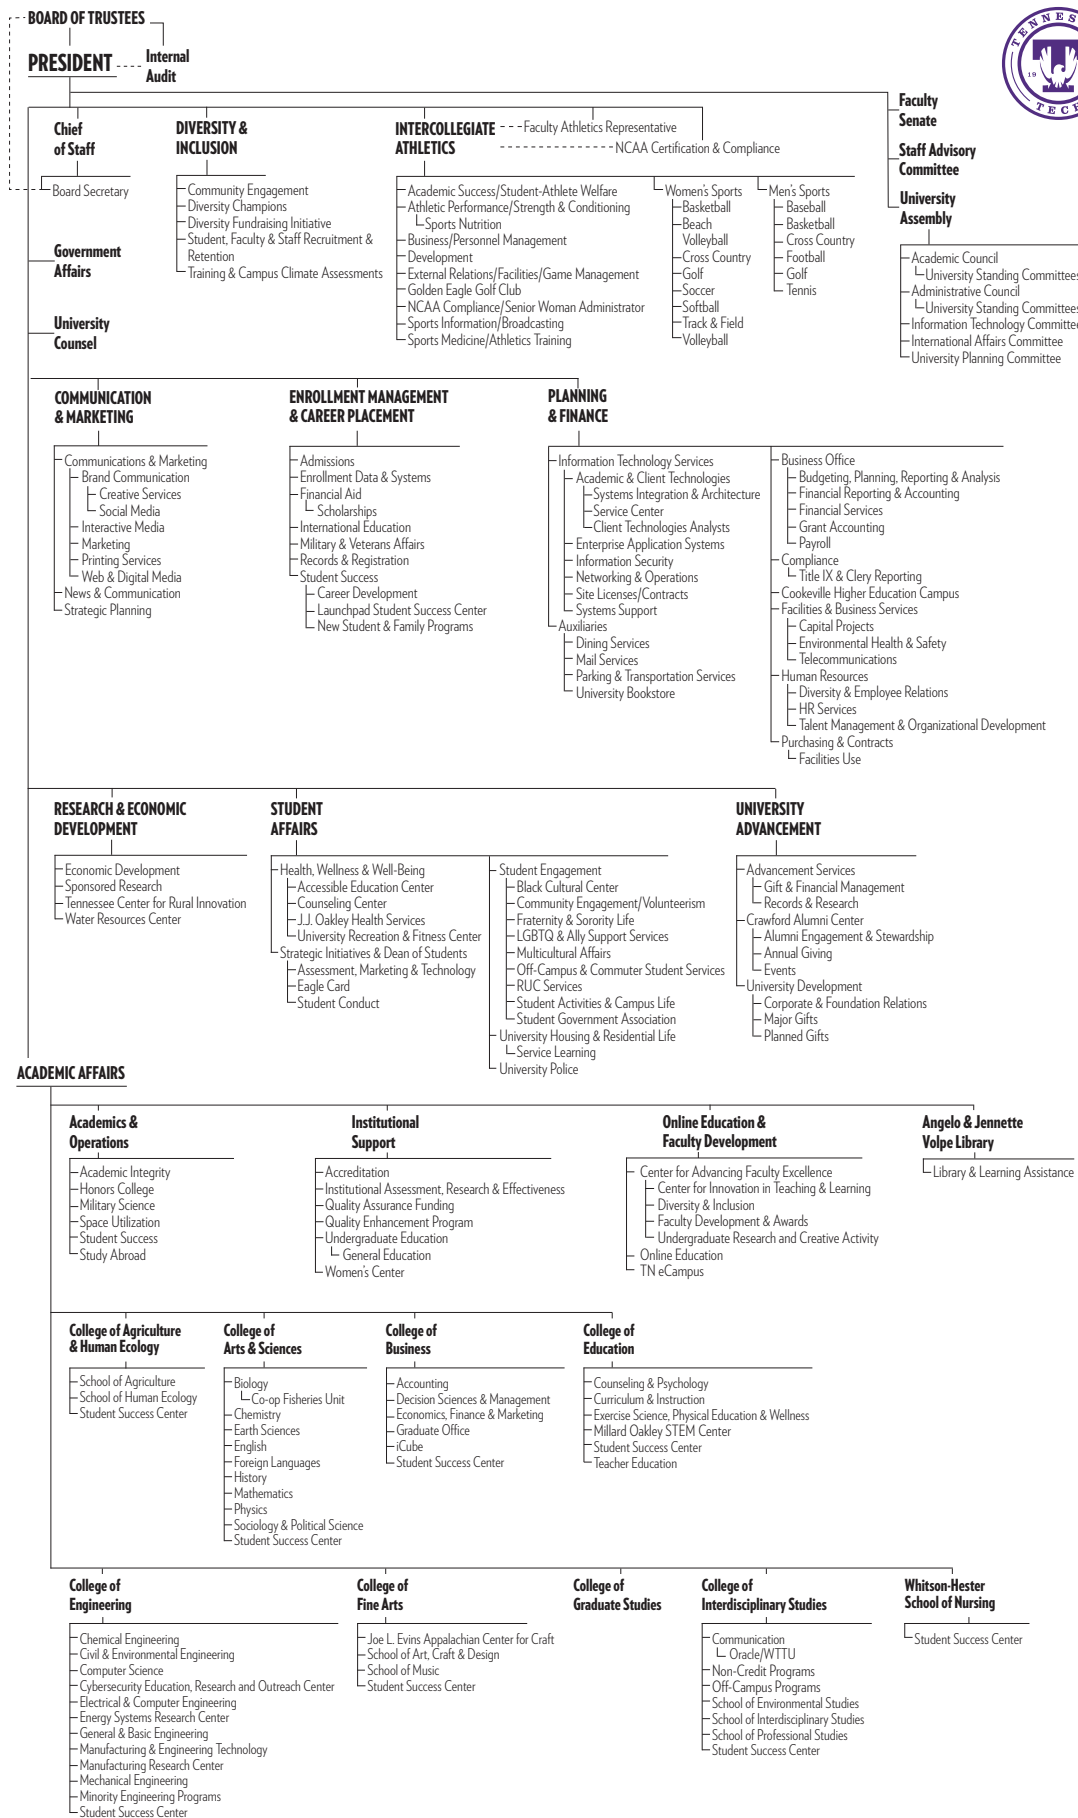 BOARD OF TRUSTEES
PRESIDENT
Internal
Audit
TENNES
19
T
TECH
Faculty
Senate
Staff Advisory
Committee
University
Assembly
Academic Council
University Standing Committees
Administrative Council
University Standing Committees
Information Technology Committee
International Affairs Committee
University Planning Committee
Chief
of Staff
Board Secretary
Government
Affairs
University
Counsel
DIVERSITY &
INCLUSION
Community Engagement
Diversity Champions
Diversity Fundraising Initiative
Student, Faculty & Staff Recruitment &
Retention
Training & Campus Climate Assessments
INTERCOLLEGIATE
ATHLETICS
Faculty Athletics Representative
NCAA Certification & Compliance
Academic Success/Student-Athlete Welfare
Athletic Performance/Strength & Conditioning
Sports Nutrition
Business/Personnel Management
Development
External Relations/Facilities/Game Management
Golden Eagle Golf Club
NCAA Compliance/Senior Woman Administrator
Sports Information/Broadcasting
Sports Medicine/Athletics Training
Women's Sports
Basketball
Beach
Volleyball
Cross Country
Golf
Soccer
Softball
Track & Field
Volleyball
Men's Sports
Baseball
Basketball
Cross Country
Football
Golf
Tennis
COMMUNICATION
& MARKETING
Communications & Marketing
Brand Communication
Creative Services
Social Media
Interactive Media
Marketing
Printing Services
Web & Digital Media
News & Communication
Strategic Planning
ENROLLMENT MANAGEMENT
& CAREER PLACEMENT
Admissions
Enrollment Data & Systems
Financial Aid
Scholarships
International Education
Military & Veterans Affairs
Records & Registration
Student Success
Career Development
Launchpad Student Success Center
New Student & Family Programs
PLANNING
& FINANCE
Information Technology Services
Academic & Client Technologies
Systems Integration & Architecture
Service Center
Client Technologies Analysts
Enterprise Application Systems
Information Security
Networking & Operations
Site Licenses/Contracts
Systems Support
Auxiliaries
Dining Services
Mail Services
Parking & Transportation Services
University Bookstore
Business Office
Budgeting, Planning, Reporting & Analysis
Financial Reporting & Accounting
Financial Services
Grant Accounting
Payroll
Compliance
Title IX & Clery Reporting
Cookeville Higher Education Campus
Facilities & Business Services
Capital Projects
Environmental Health & Safety
Telecommunications
Human Resources
Diversity & Employee Relations
HR Services
Talent Management & Organizational Development
Purchasing & Contracts
Facilities Use
RESEARCH & ECONOMIC
DEVELOPMENT
Economic Development
Sponsored Research
Tennessee Center for Rural Innovation
Water Resources Center
STUDENT
AFFAIRS
Health, Wellness & Well-Being
Accessible Education Center
Counseling Center
J.J. Oakley Health Services
University Recreation & Fitness Center
Strategic Initiatives & Dean of Students
Assessment, Marketing & Technology
Eagle Card
Student Conduct
Student Engagement
Black Cultural Center
Community Engagement/Volunteerism
Fraternity & Sorority Life
LGBTQ & Ally Support Services
Multicultural Affairs
Off-Campus & Commuter Student Services
RUC Services
Student Activities & Campus Life
Student Government Association
University Housing & Residential Life
Service Learning
University Police
UNIVERSITY
ADVANCEMENT
Advancement Services
Gift & Financial Management
Records & Research
Crawford Alumni Center
Alumni Engagement & Stewardship
Annual Giving
Events
University Development
Corporate & Foundation Relations
Major Gifts
Planned Gifts
ACADEMIC AFFAIRS
Academics &
Operations
Academic Integrity
Honors College
Military Science
Space Utilization
Student Success
Study Abroad
Institutional
Support
Accreditation
Institutional Assessment, Research & Effectiveness
Quality Assurance Funding
Quality Enhancement Program
Undergraduate Education
General Education
Women's Center
Online Education &
Faculty Development
Center for Advancing Faculty Excellence
Center for Innovation in Teaching & Learning
Diversity & Inclusion
Faculty Development & Awards
Undergraduate Research and Creative Activity
Online Education
TN eCampus
Angelo & Jennette
Volpe Library
Library & Learning Assistance
College of Agriculture
& Human Ecology
School of Agriculture
School of Human Ecology
Student Success Center
College of
Arts & Sciences
Biology
Co-op Fisheries Unit
Chemistry
Earth Sciences
English
Foreign Languages
History
Mathematics
Physics
Sociology & Political Science
Student Success Center
College of
Business
Accounting
Decision Sciences & Management
Economics, Finance & Marketing
Graduate Office
iCube
Student Success Center
College of
Education
Counseling & Psychology
Curriculum & Instruction
Exercise Science, Physical Education & Wellness
Millard Oakley STEM Center
Student Success Center
Teacher Education
College of
Engineering
Chemical Engineering
Civil & Environmental Engineering
Computer Science
Cybersecurity Education, Research and Outreach Center
Electrical & Computer Engineering
Energy Systems Research Center
General & Basic Engineering
Manufacturing & Engineering Technology
Manufacturing Research Center
Mechanical Engineering
Minority Engineering Programs
Student Success Center
College of
Fine Arts
Joe L. Evins Appalachian Center for Craft
School of Art, Craft & Design
School of Music
Student Success Center
College of
Graduate Studies
College of
Interdisciplinary Studies
Communication
Oracle/WTTU
Non-Credit Programs
Off-Campus Programs
School of Environmental Studies
School of Interdisciplinary Studies
School of Professional Studies
Student Success Center
Whitson-Hester
School of Nursing
Student Success Center